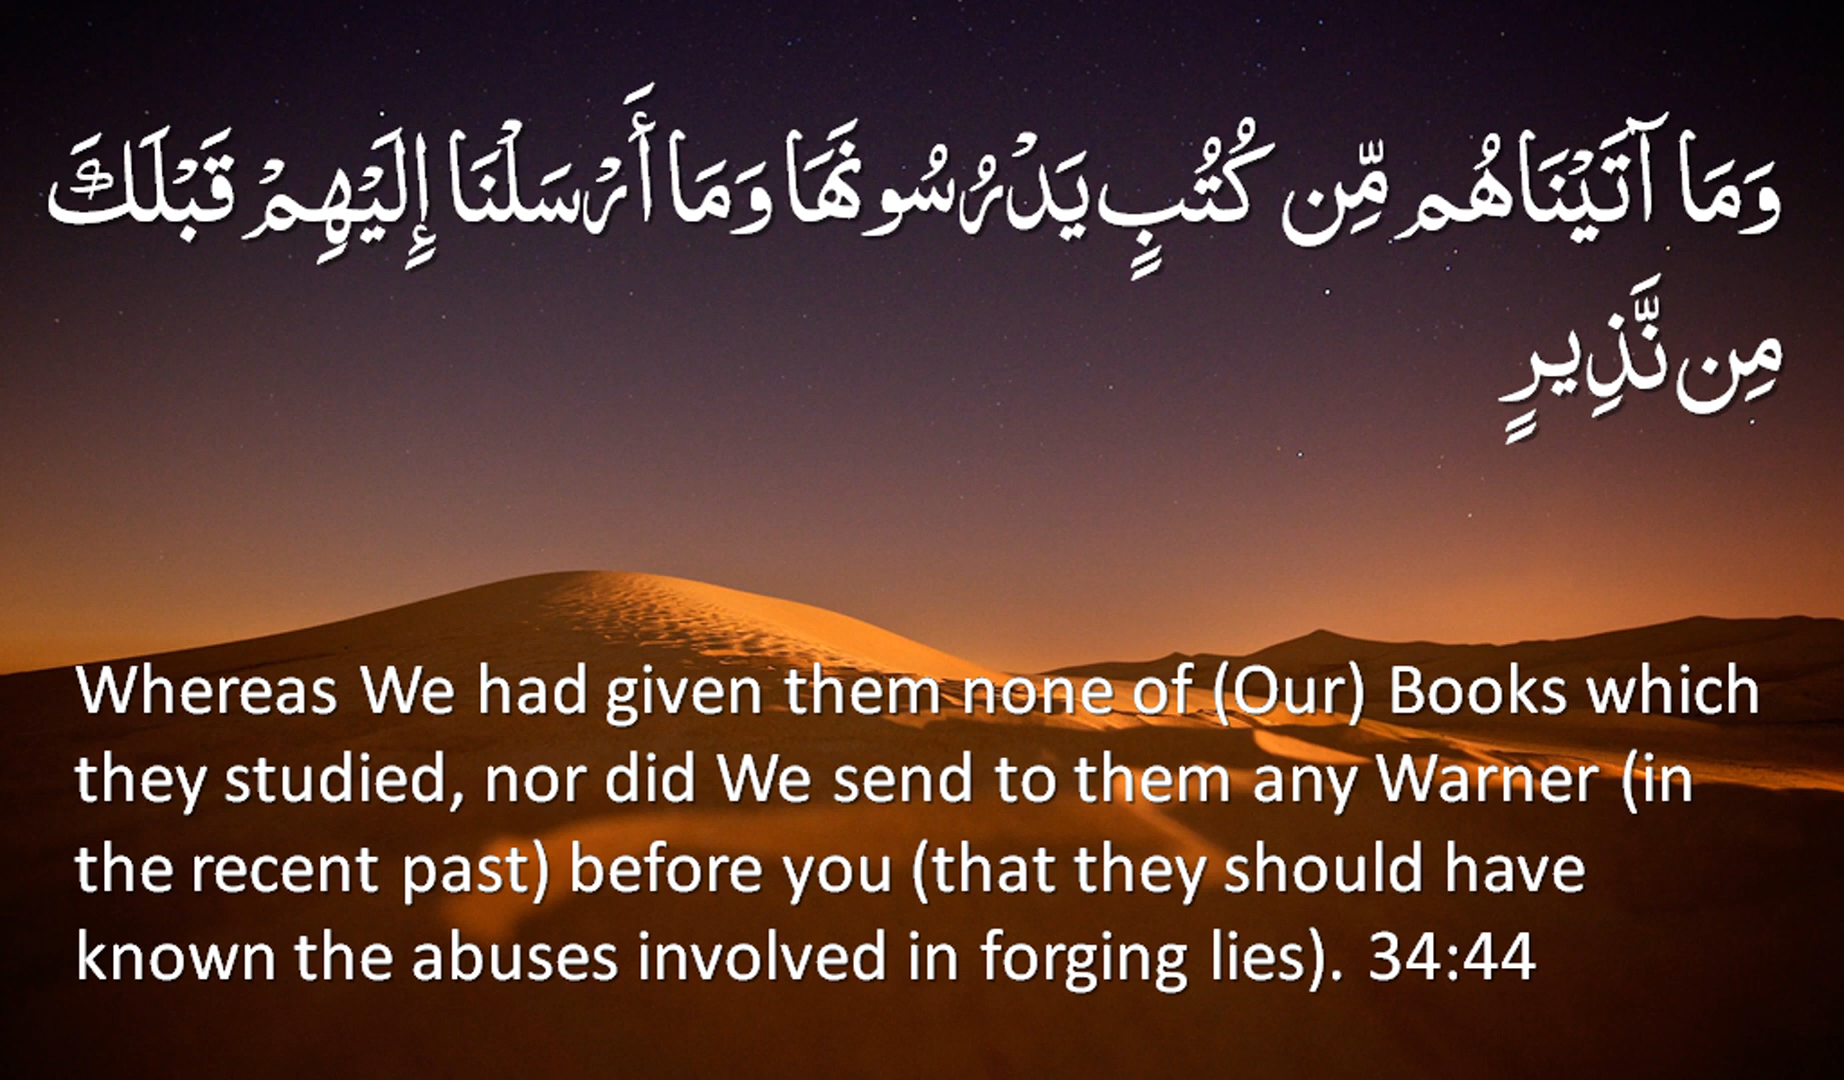 وَمَا آتَيْنَاهُم مِّن كُتُبٍ يَدْرُسُونَهَا وَمَا أَرْسَلْنَا إِلَيْهِمْ قَبْلَكَ
مِن نَّذِيرٍ
Whereas We had given them none of (Our) Books which
they studied, nor did We send to them any Warner (in
the recent past) before you (that they should have
known the abuses involved in forging lies). 34:44